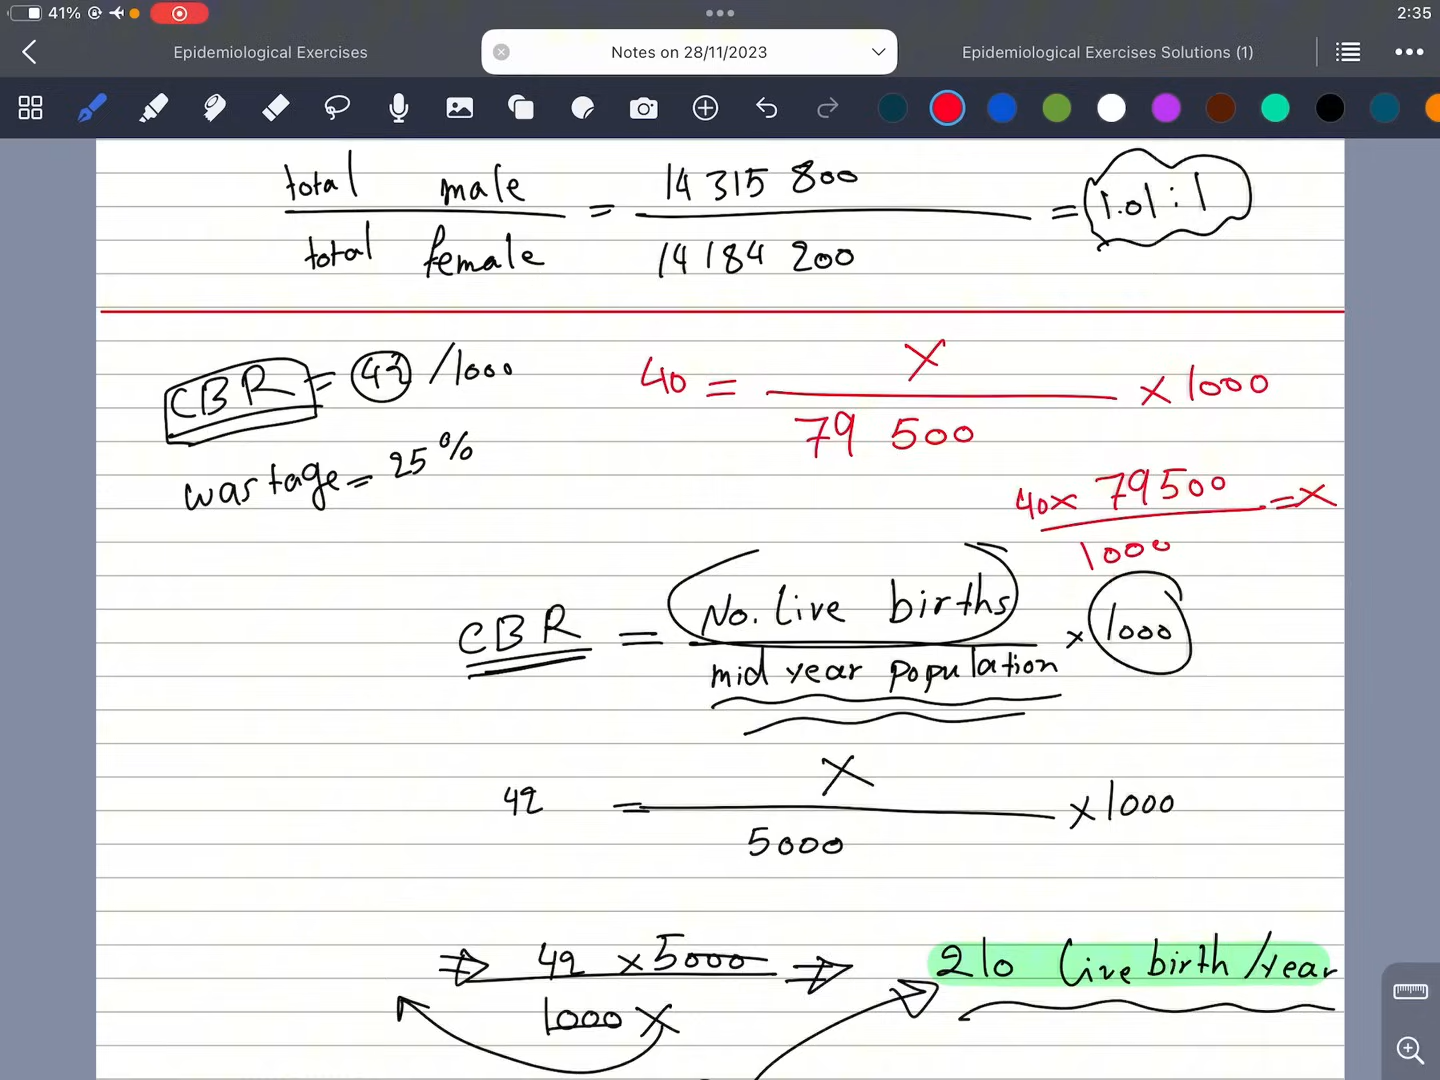 41% 2:35
Epidemiological Exercises Notes on 28/11/2023 Epidemiological Exercises Solutions (1)
total male = 14 315 800 = 1.01 : 1
total female 14 184 200
CBR = 42 /1000
wastage = 25%
40 = X × 1000
79 500
40x 79500 = X
1000
CBR = No. Live births × 1000
mid year population
42 = X × 1000
5000
⇒ 42 × 5000 ⇒ 210 Live birth /year
1000 X